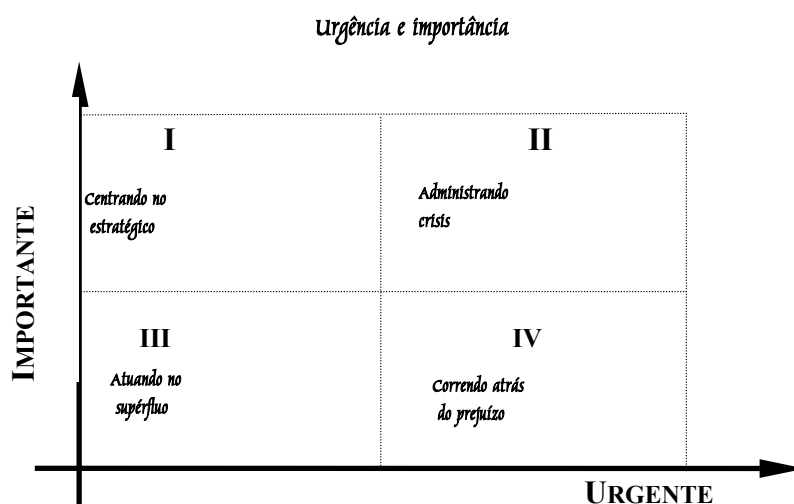 Urgência e importância
I
II
Centrando no
estratégico
Administrando
crisis
IMPORTANTE
III
IV
Atuando no
supérfluo
Correndo atrás
do prejuízo
URGENTE